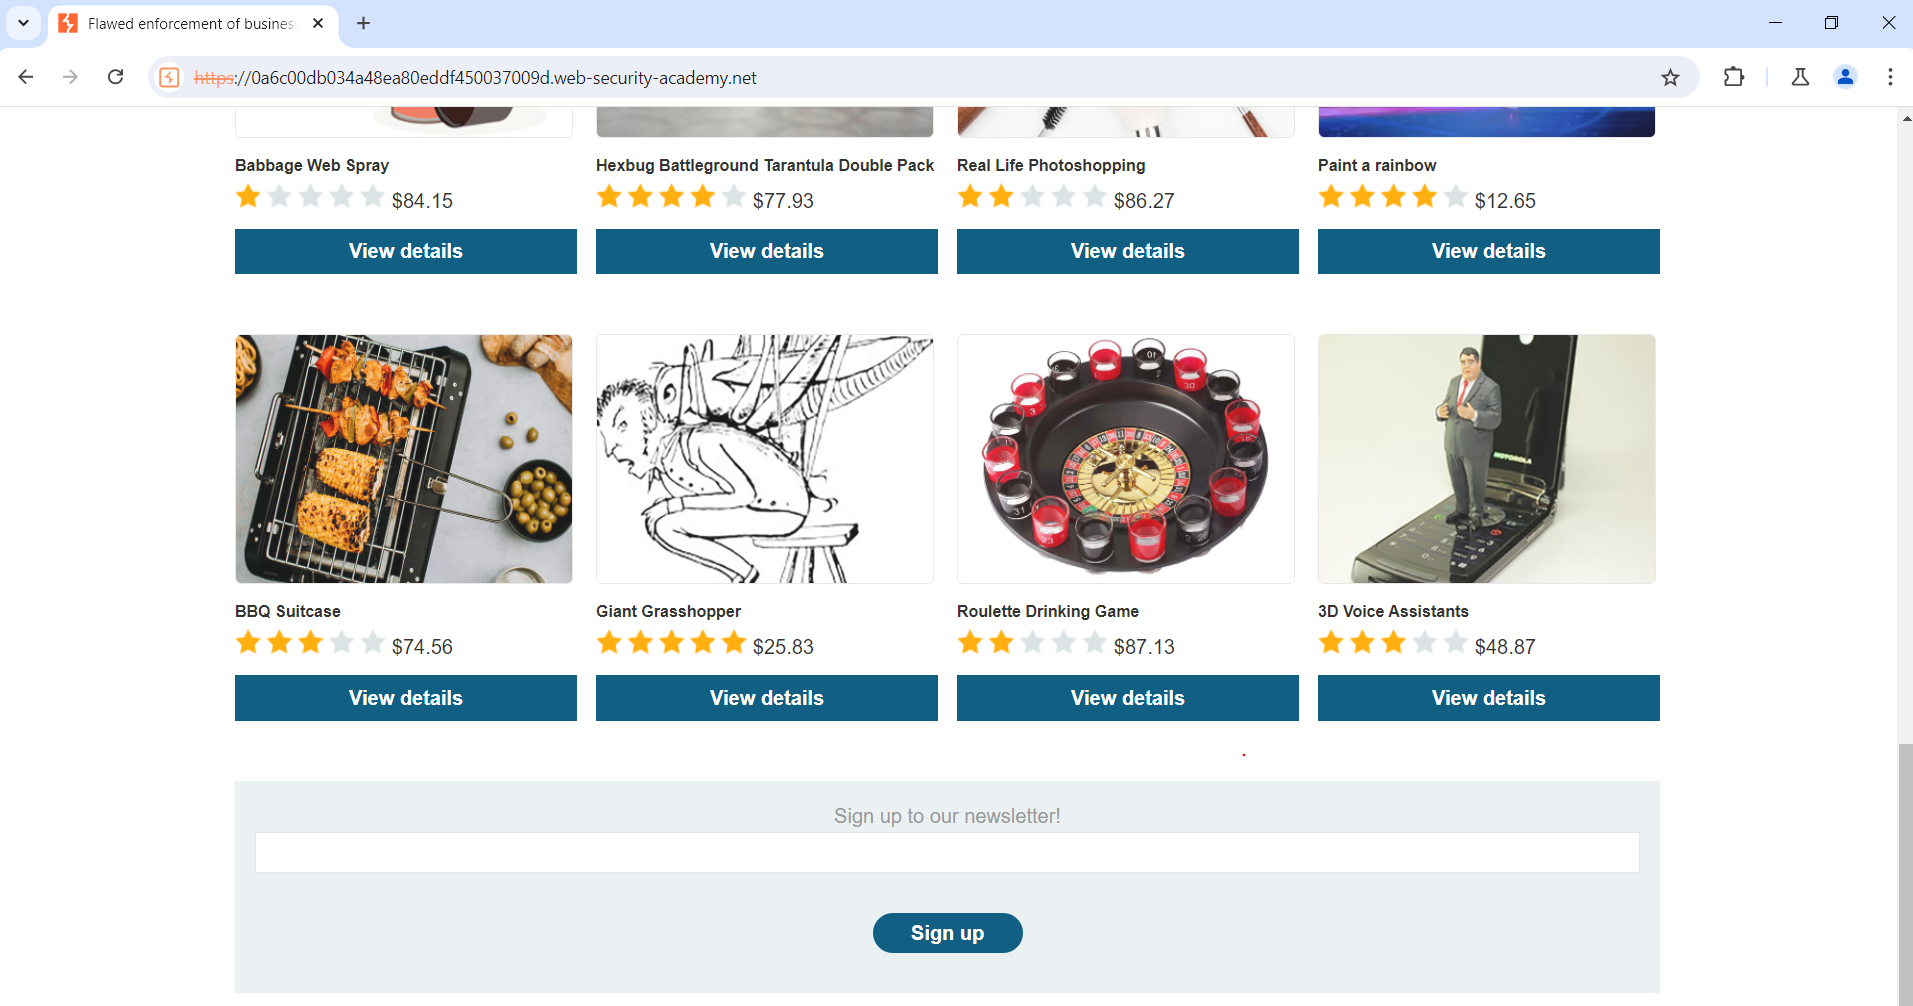 Flawed enforcement of busines
https://0a6c00db034a48ea80eddf450037009d.web-security-academy.net
Babbage Web Spray
Hexbug Battleground Tarantula Double Pack
Real Life Photoshopping
Paint a rainbow
$84.15
$77.93
$86.27
$12.65
View details
View details
View details
View details
MOTOROLA
BBQ Suitcase
Giant Grasshopper
Roulette Drinking Game
3D Voice Assistants
$74.56
$25.83
$87.13
$48.87
View details
View details
View details
View details
Sign up to our newsletter!
Sign up